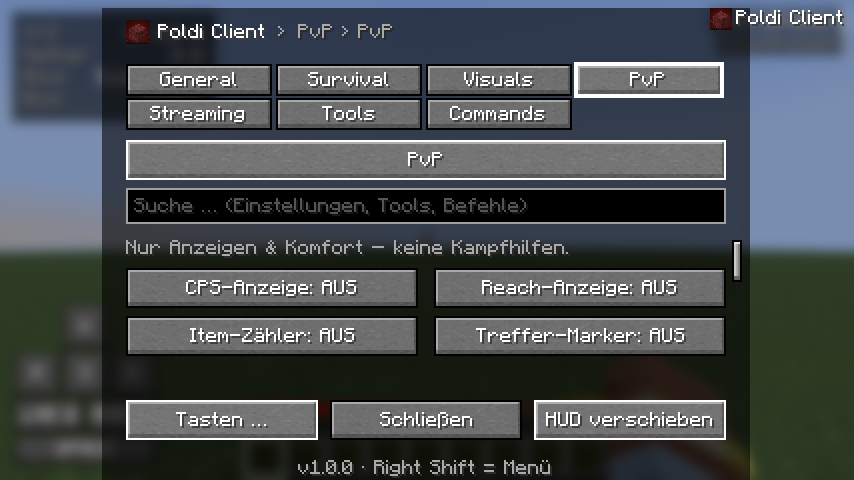 Poldi Client > PvP > PvP
Poldi Client
General Survival Visuals PvP
Streaming Tools Commands
PvP
Suche ... (Einstellungen, Tools, Befehle)
Nur Anzeigen & Komfort – keine Kampfhilfen.
CPS-Anzeige: AUS Reach-Anzeige: AUS
Item-Zähler: AUS Treffer-Marker: AUS
Tasten ... Schließen HUD verschieben
v1.0.0 · Right Shift = Menü